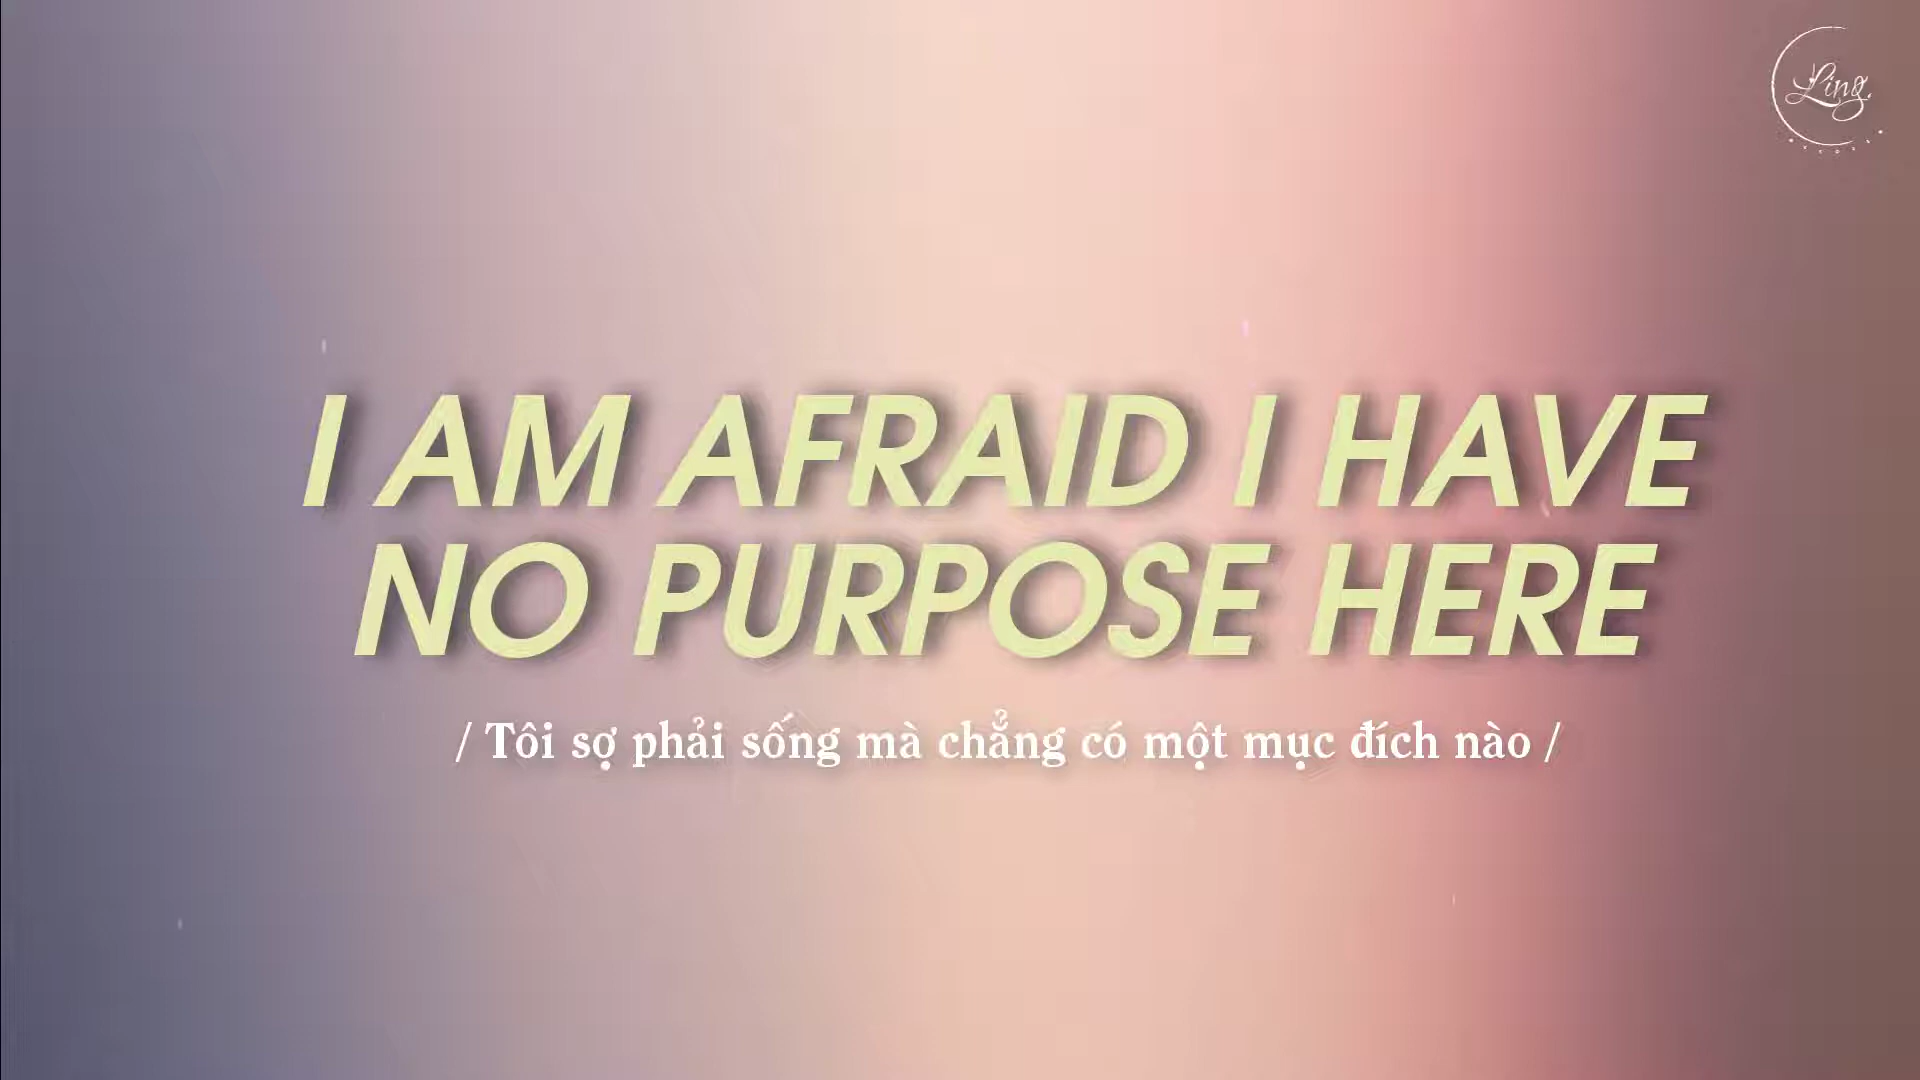 Ling.
I AM AFRAID I HAVE
NO PURPOSE HERE
/ Tôi sợ phải sống mà chẳng có một mục đích nào /